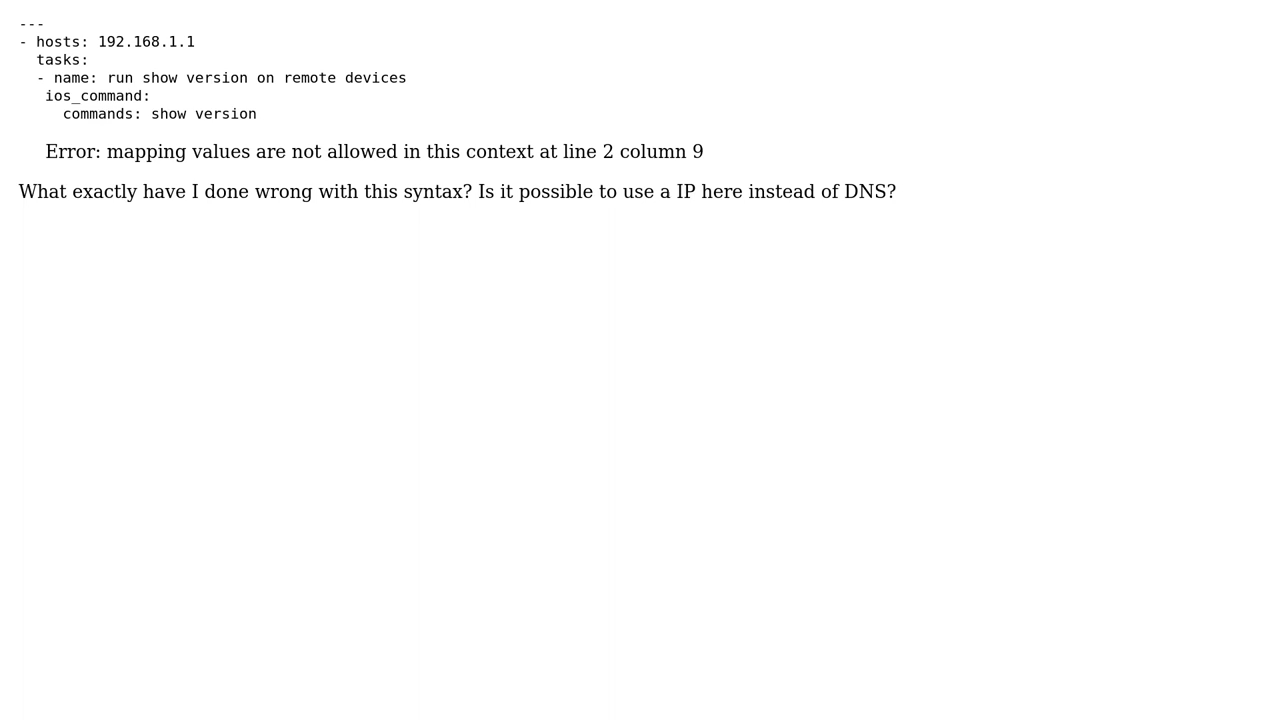 ---
- hosts: 192.168.1.1
  tasks:
  - name: run show version on remote devices
   ios_command:
     commands: show version
Error: mapping values are not allowed in this context at line 2 column 9
What exactly have I done wrong with this syntax? Is it possible to use a IP here instead of DNS?